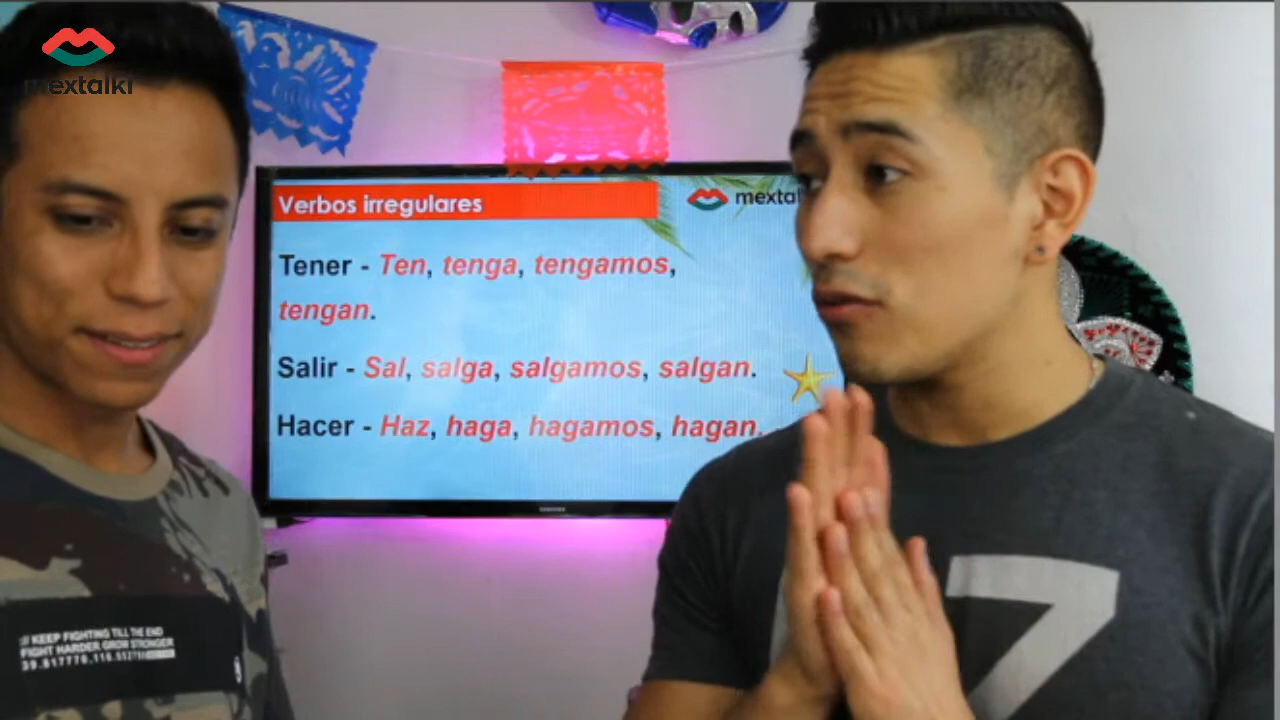 mextalki
Verbos irregulares
Tener - Ten, tenga, tengamos,
tengan.
Salir - Sal, salga, salgamos, salgan.
Hacer - Haz, haga, hagamos, hagan.
KEEP FIGHTING TILL THE END
FIGHT HARDER GROW STRONGER
7